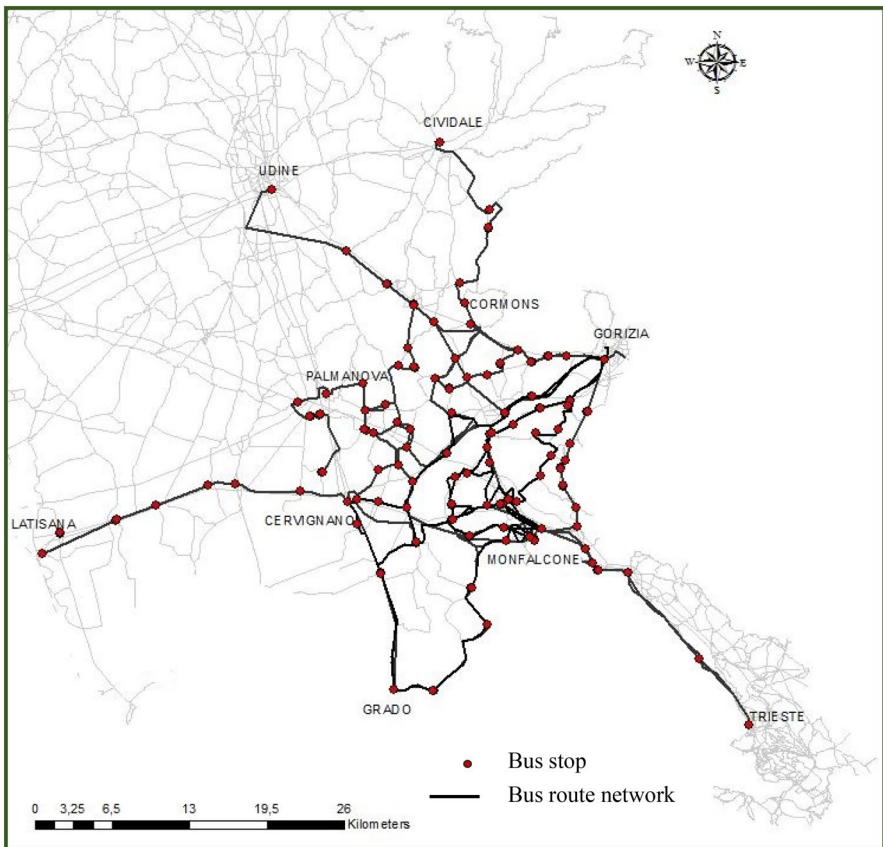 N
W E
S
CIVIDALE
UDINE
CORMONS
GORIZIA
PALMANOVA
LATISANA
CERVIGNANO
MONFALCONE
GRADO
TRIESTE
Bus stop
Bus route network
0 3,25 6,5 13 19,5 26
Kilometers